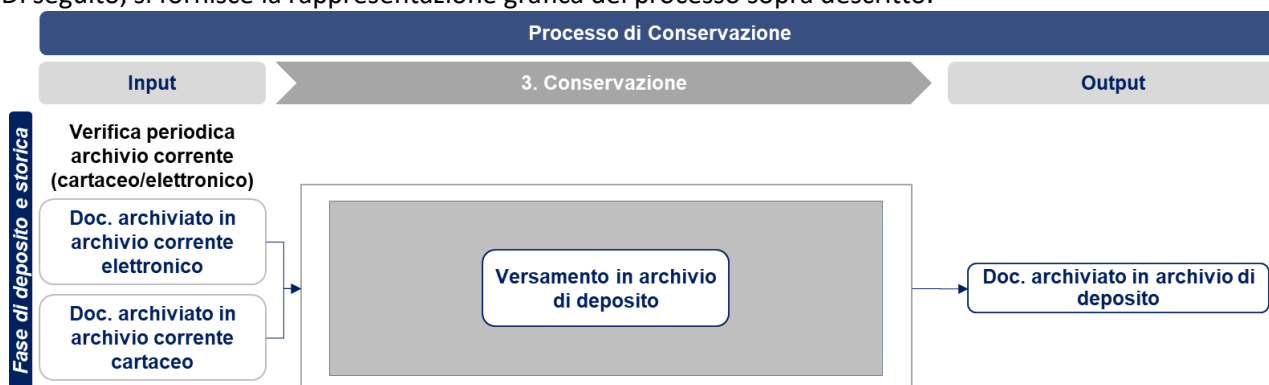 Di seguito, si fornisce la rappresentazione grafica del processo sopra descritto.
Processo di Conservazione
Input
3. Conservazione
Output
Fase di deposito e storica
Verifica periodica
archivio corrente
(cartaceo/elettronico)
Doc. archiviato in
archivio corrente
elettronico
Doc. archiviato in
archivio corrente
cartaceo
Versamento in archivio
di deposito
Doc. archiviato in archivio di
deposito